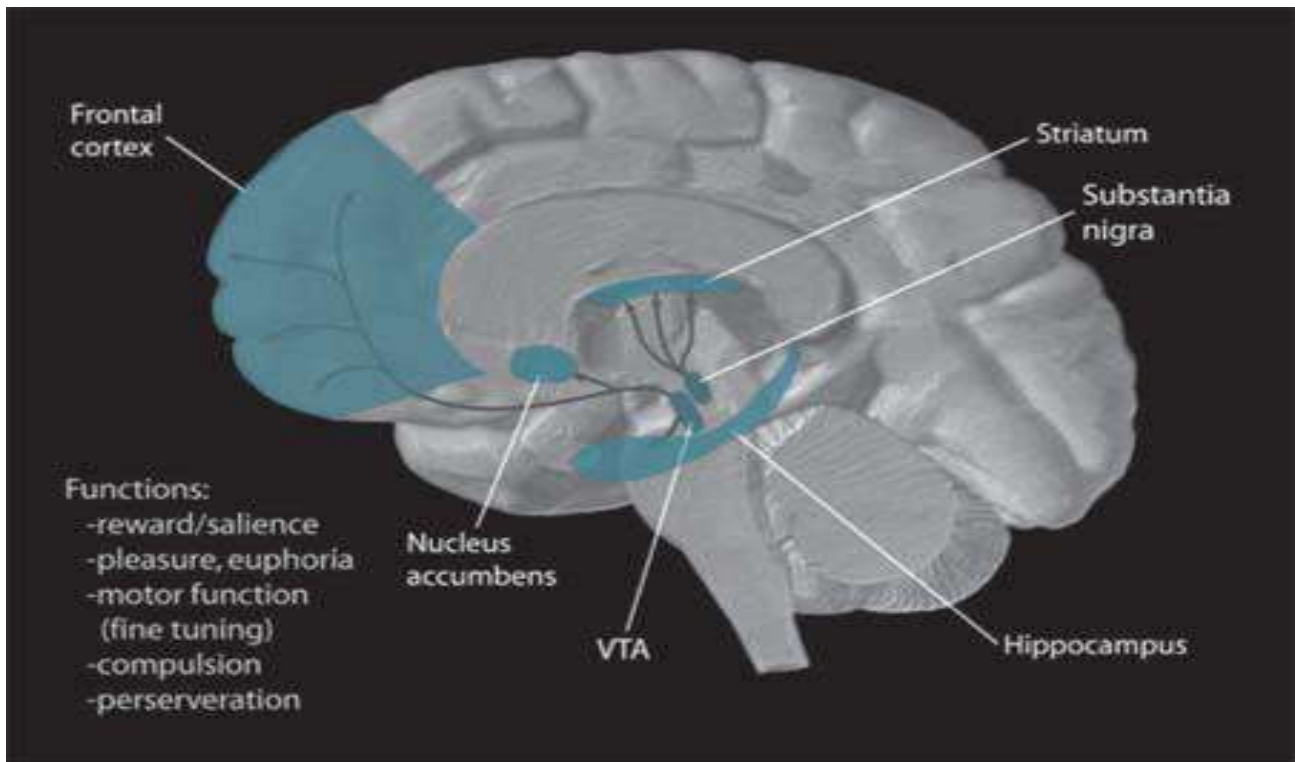 Frontal
cortex
Striatum
Substantia
nigra
Functions:
-reward/salience
-pleasure, euphoria
-motor function
(fine tuning)
-compulsion
-perserveration
Nucleus
accumbens
VTA
Hippocampus